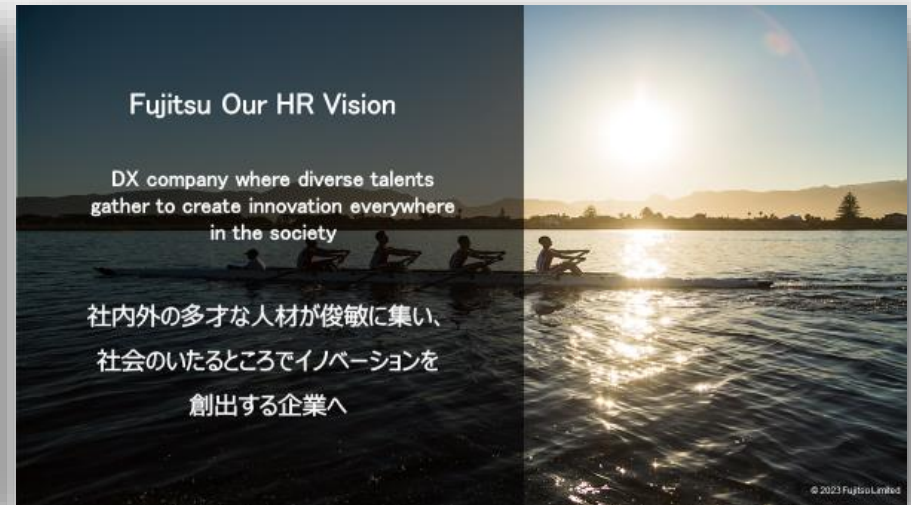 Fujitsu Our HR Vision
DX company where diverse talents
gather to create innovation everywhere
in the society
社内外の多才な人材が俊敏に集い、
社会のいたるところでイノベーションを
創出する企業へ
© 2023 Fujitsu Limited